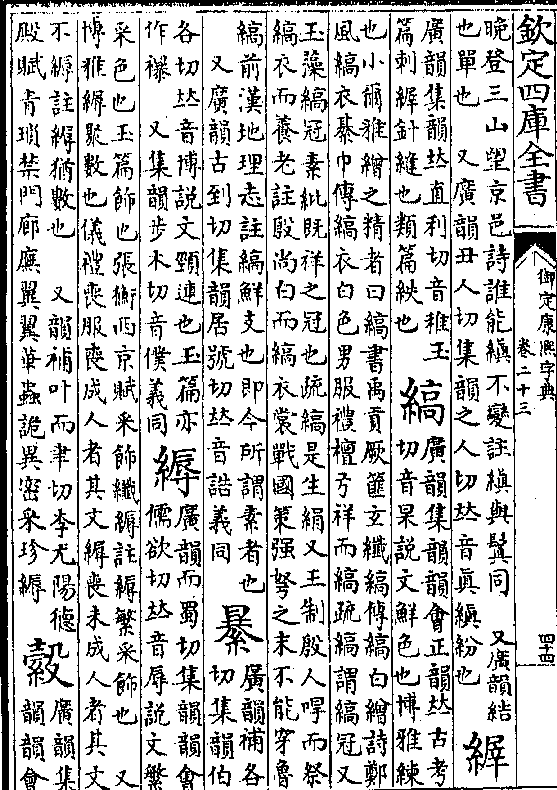 欽定四庫全書
御定康熙字典
卷二十三
四十四
晚登三山望京邑詩誰能縝不變註縝與鬒同 又廣韻結
也單也 又廣韻丑人切集韻之人切𠀤音真縝紛也
廣韻集韻𠀤直利切音稚玉
篇刺縪針縫也類篇紩也
縞
廣韻集韻韻會正韻𠀤古考
切音杲說文鮮色也博雅練
也小爾雅繒之精者曰縞書禹貢厥篚玄纖縞傳縞白繒詩鄭
風縞衣綦巾傳縞衣白色男服禮檀弓祥而縞疏縞謂縞冠又
玉藻縞冠素紕既祥之冠也疏縞是生絹又王制殷人冔而祭
縞衣而養老註殷尚白而縞衣裳戰國策强弩之末不能穿魯
縞前漢地理志註縞鮮支也即今所謂素者也
又廣韻古到切集韻居號切𠀤音誥義同
廣韻補各
切集韻伯
各切𠀤音博說文頸連也玉篇亦
作襮 又集韻步木切音僕義同
縟
廣韻而蜀切集韻韻會
儒欲切𠀤音辱說文繁
采色也玉篇飾也張衡西京賦采飾纖縟註縟繁采飾也 又
博雅縟聚數也儀禮喪服喪成人者其文縟喪未成人者其文
不縟註縟猶數也 又韻補叶而聿切李尤陽德
殿賦青瑣禁門廊廡翼翼華蟲詭異密采珍縟
縠
廣韻集
韻韻會